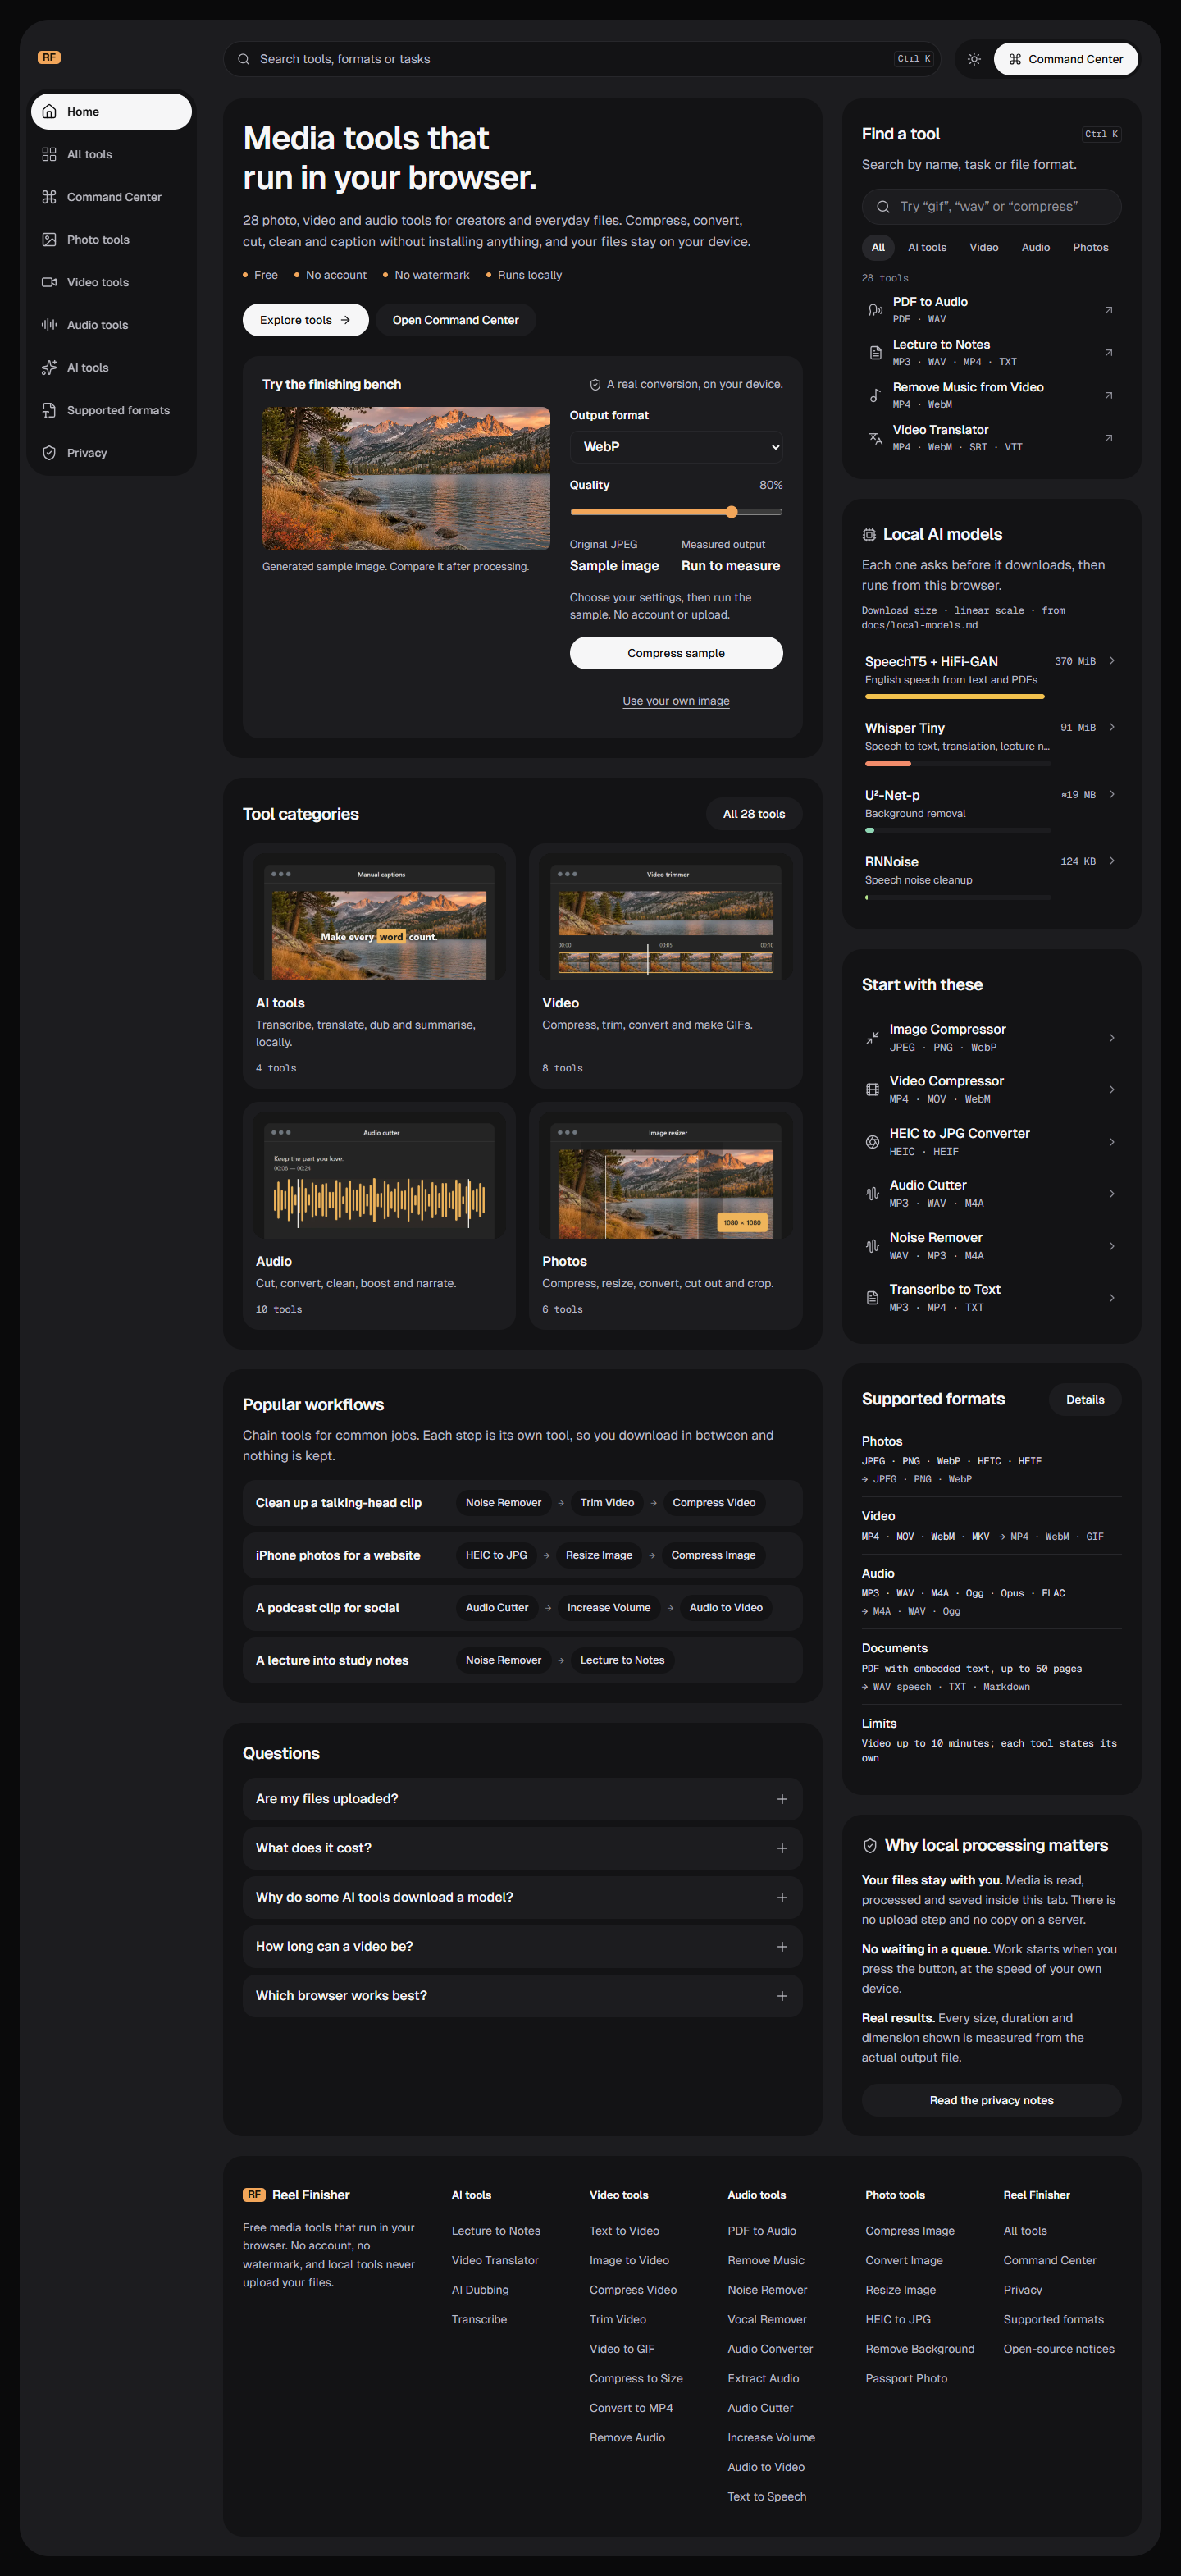 RF
Search tools, formats or tasks
Ctrl K
Command Center
Home
All tools
Command Center
Photo tools
Video tools
Audio tools
AI tools
Supported formats
Privacy
Media tools that
run in your browser.
28 photo, video and audio tools for creators and everyday files. Compress, convert,
cut, clean and caption without installing anything, and your files stay on your device.
Free
No account
No watermark
Runs locally
Explore tools →
Open Command Center
Try the finishing bench
A real conversion, on your device.
Generated sample image. Compare it after processing.
Output format
WebP
Quality
80%
Original JPEG
Sample image
Measured output
Run to measure
Choose your settings, then run the
sample. No account or upload.
Compress sample
Use your own image
Tool categories
All 28 tools
Manual captions
Make every word count.
AI tools
Transcribe, translate, dub and summarise,
locally.
4 tools
Video trimmer
00:00
00:05
00:10
Video
Compress, trim, convert and make GIFs.
8 tools
Audio cutter
Keep the part you love.
00:08 — 00:24
Audio
Cut, convert, clean, boost and narrate.
10 tools
Image resizer
1080 × 1080
Photos
Compress, resize, convert, cut out and crop.
6 tools
Popular workflows
Chain tools for common jobs. Each step is its own tool, so you download in between and
nothing is kept.
Clean up a talking-head clip
Noise Remover → Trim Video → Compress Video
iPhone photos for a website
HEIC to JPG → Resize Image → Compress Image
A podcast clip for social
Audio Cutter → Increase Volume → Audio to Video
A lecture into study notes
Noise Remover → Lecture to Notes
Questions
Are my files uploaded?
What does it cost?
Why do some AI tools download a model?
How long can a video be?
Which browser works best?
Find a tool
Ctrl K
Search by name, task or file format.
Try “gif”, “wav” or “compress”
All
AI tools
Video
Audio
Photos
28 tools
PDF to Audio
PDF · WAV
Lecture to Notes
MP3 · WAV · MP4 · TXT
Remove Music from Video
MP4 · WebM
Video Translator
MP4 · WebM · SRT · VTT
Local AI models
Each one asks before it downloads, then
runs from this browser.
Download size · linear scale · from
docs/local-models.md
SpeechT5 + HiFi-GAN
370 MiB
English speech from text and PDFs
Whisper Tiny
91 MiB
Speech to text, translation, lecture n…
U²-Net-p
≈19 MB
Background removal
RNNoise
124 KB
Speech noise cleanup
Start with these
Image Compressor
JPEG · PNG · WebP
Video Compressor
MP4 · MOV · WebM
HEIC to JPG Converter
HEIC · HEIF
Audio Cutter
MP3 · WAV · M4A
Noise Remover
WAV · MP3 · M4A
Transcribe to Text
MP3 · MP4 · TXT
Supported formats
Details
Photos
JPEG · PNG · WebP · HEIC · HEIF
→ JPEG · PNG · WebP
Video
MP4 · MOV · WebM · MKV → MP4 · WebM · GIF
Audio
MP3 · WAV · M4A · Ogg · Opus · FLAC
→ M4A · WAV · Ogg
Documents
PDF with embedded text, up to 50 pages
→ WAV speech · TXT · Markdown
Limits
Video up to 10 minutes; each tool states its
own
Why local processing matters
Your files stay with you. Media is read,
processed and saved inside this tab. There is
no upload step and no copy on a server.
No waiting in a queue. Work starts when you
press the button, at the speed of your own
device.
Real results. Every size, duration and
dimension shown is measured from the
actual output file.
Read the privacy notes
RF Reel Finisher
Free media tools that run in your
browser. No account, no
watermark, and local tools never
upload your files.
AI tools
Lecture to Notes
Video Translator
AI Dubbing
Transcribe
Video tools
Text to Video
Image to Video
Compress Video
Trim Video
Video to GIF
Compress to Size
Convert to MP4
Remove Audio
Audio tools
PDF to Audio
Remove Music
Noise Remover
Vocal Remover
Audio Converter
Extract Audio
Audio Cutter
Increase Volume
Audio to Video
Text to Speech
Photo tools
Compress Image
Convert Image
Resize Image
HEIC to JPG
Remove Background
Passport Photo
Reel Finisher
All tools
Command Center
Privacy
Supported formats
Open-source notices